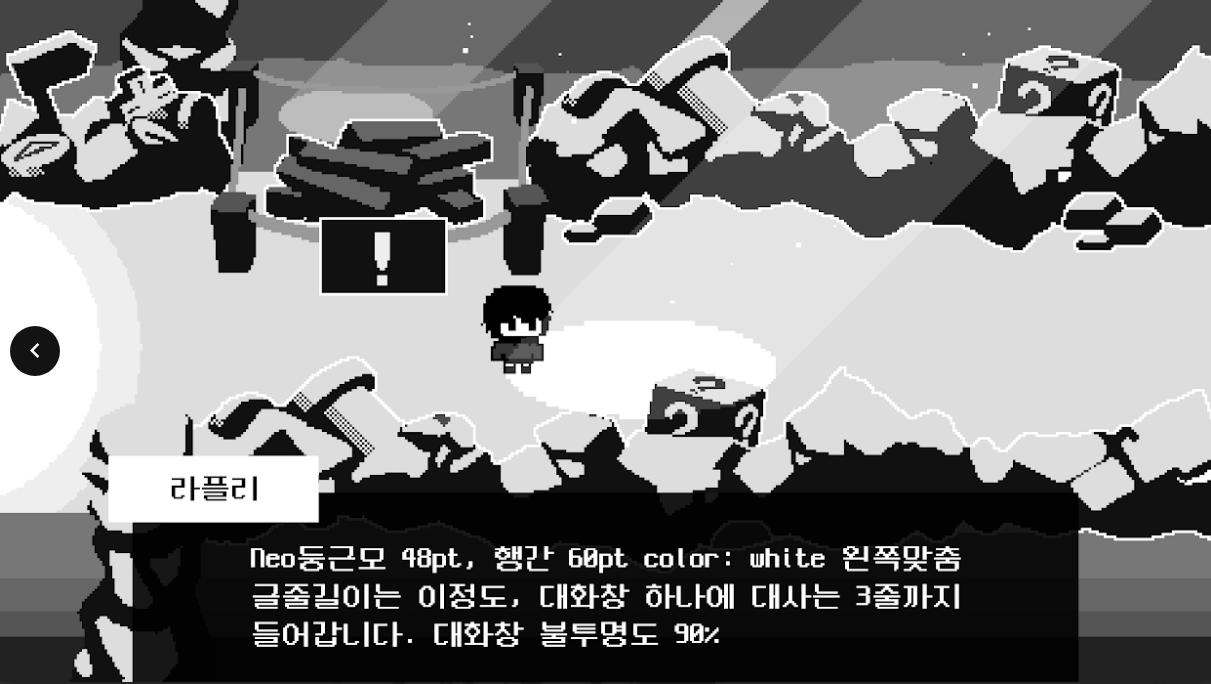 ?
?
!
?
?
라플리
Neo둥근모 48pt, 행간 60pt color: white 왼쪽맞춤
글줄길이는 이정도, 대화창 하나에 대사는 3줄까지
들어갑니다. 대화창 불투명도 90%